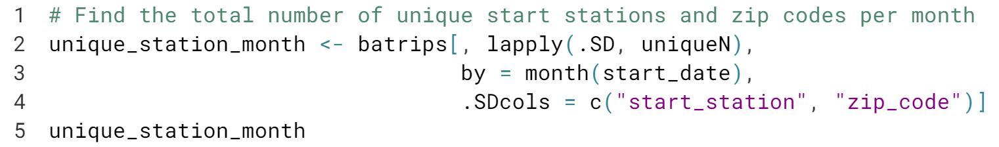 1 # Find the total number of unique start stations and zip codes per month
2 unique_station_month <- batrips[, lapply(.SD, uniqueN),
3                                 by = month(start_date),
4                                 .SDcols = c("start_station", "zip_code")]
5 unique_station_month